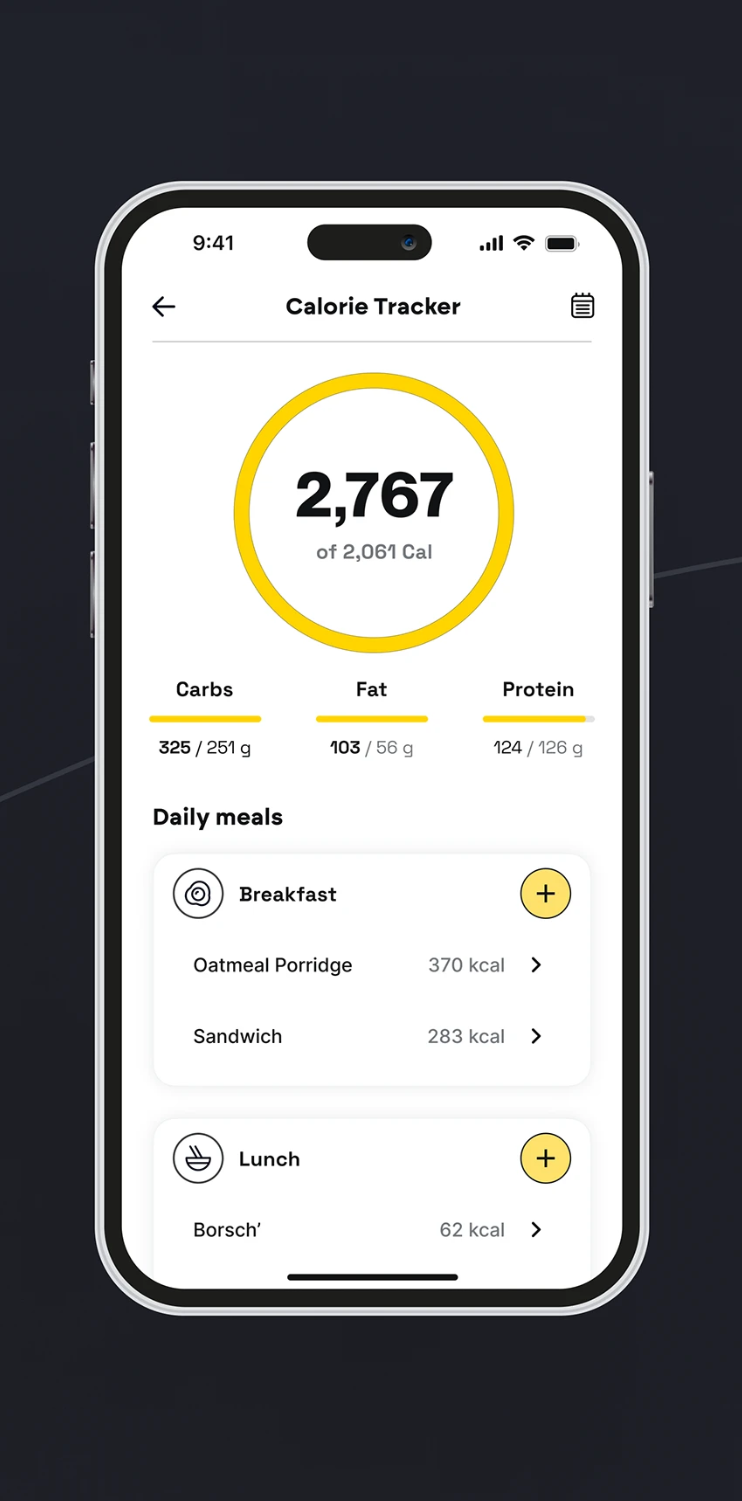 9:41
Calorie Tracker
2,767
of 2,061 Cal
Carbs Fat Protein
325 / 251 g 103 / 56 g 124 / 126 g
Daily meals
Breakfast
Oatmeal Porridge 370 kcal
Sandwich 283 kcal
Lunch
Borsch’ 62 kcal